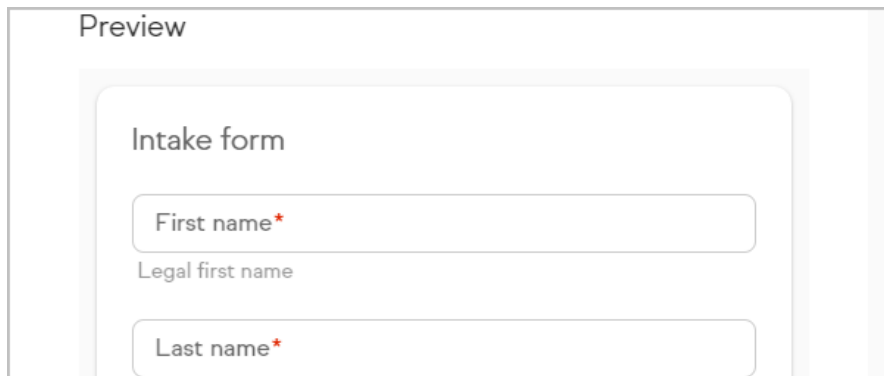 Preview
Intake form
First name*
Legal first name
Last name*